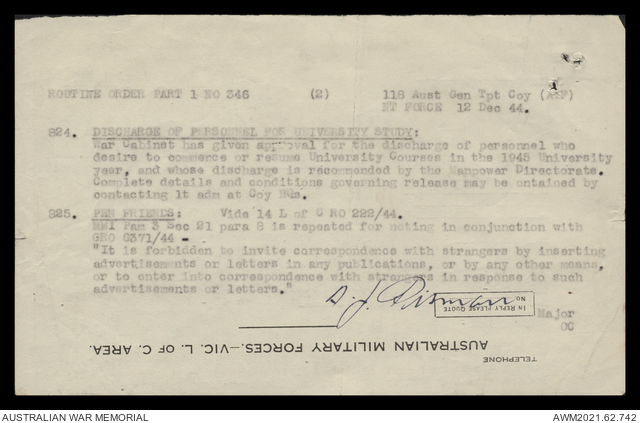 ROUTINE ORDER PART 1 NO 346 (2) 118 Aust Gen Tpt Coy (AIF)
NT FORCE 12 Dec 44.
824. DISCHARGE OF PERSONNEL FOR UNIVERSITY STUDY:
War Cabinet has given approval for the discharge of personnel who
desire to commence or resume University Courses in the 1945 University
year, and whose discharge is recommended by the Manpower Directorate.
Complete details and conditions governing release may be obtained by
contacting Lt adm at Coy HQs.
825. PEN FRIENDS: Vide 14 L of C RO 222/44.
MMI Pam 3 Sec 21 para 8 is repeated for noting in conjunction with
GRO G371/44 -
"It is forbidden to invite correspondence with strangers by inserting
advertisements or letters in any publications, or by any other means,
or to enter into correspondence with strangers in response to such
advertisements or letters."
Major
OC
IN REPLY PLEASE QUOTE
No.
TELEPHONE
AUSTRALIAN MILITARY FORCES.—VIC. L. OF C. AREA.
AUSTRALIAN WAR MEMORIAL AWM2021.62.742